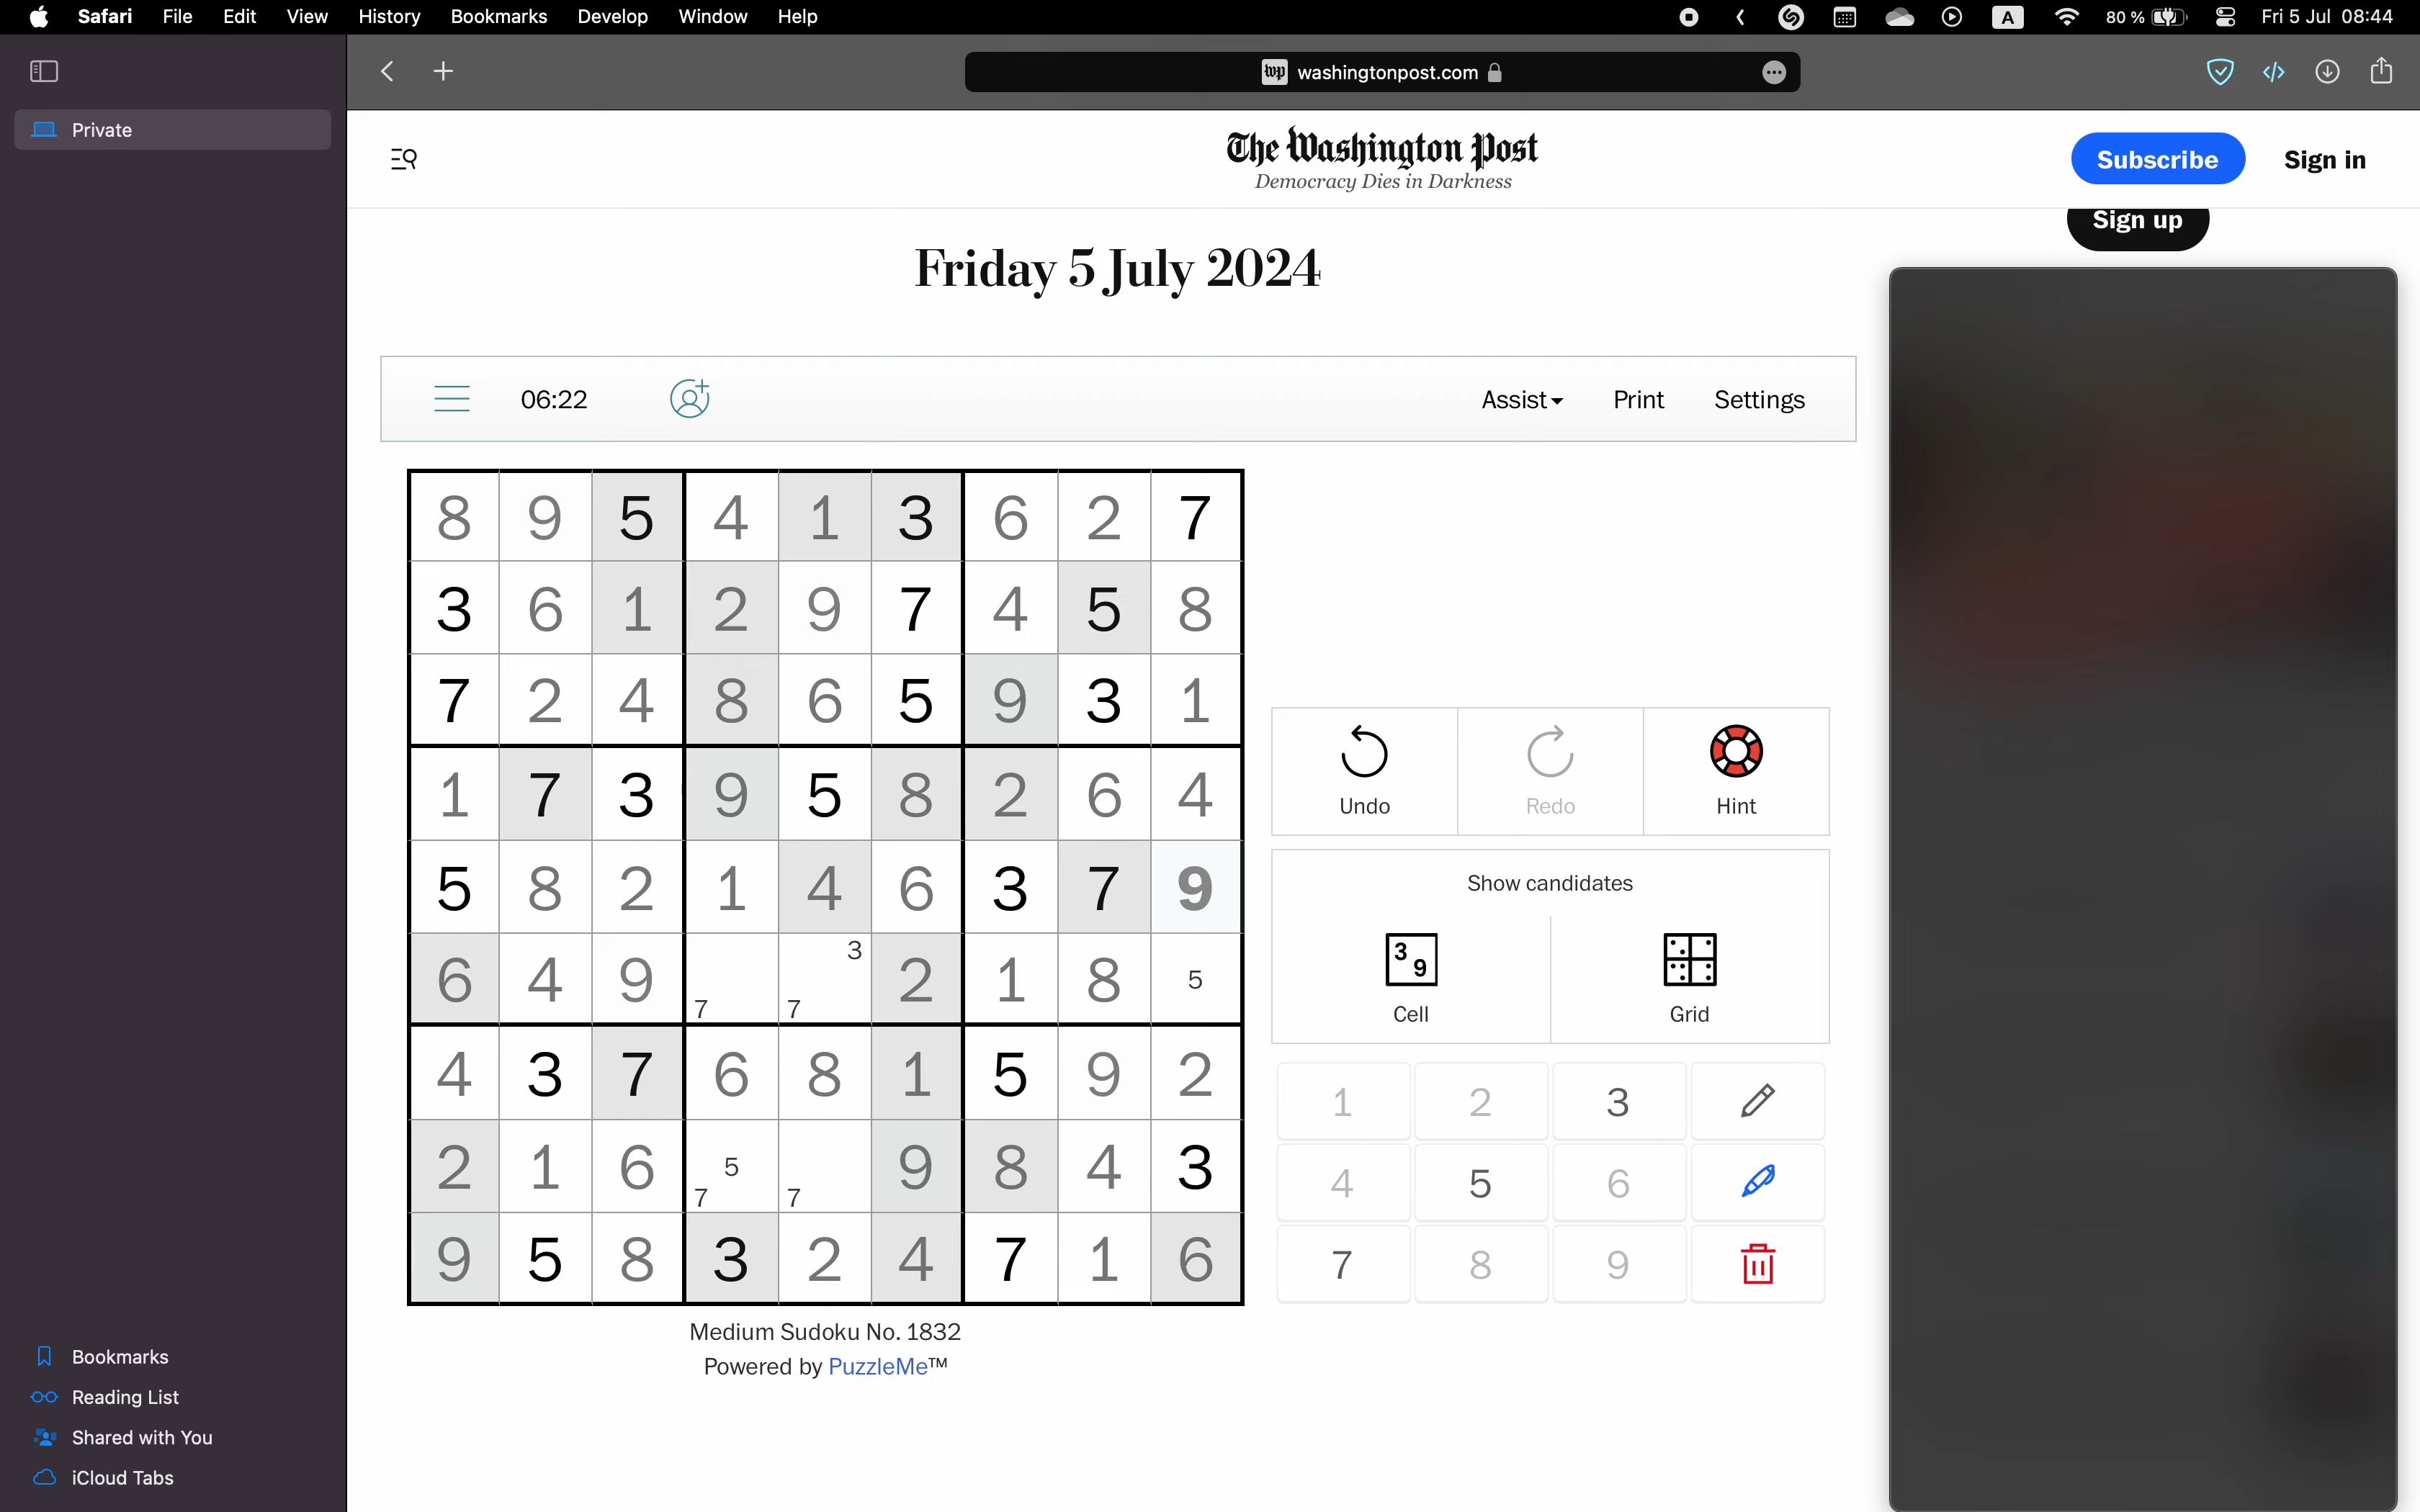 Safari File Edit View History Bookmarks Develop Window Help A 80 % Fri 5 Jul 08:44
Private
wp washingtonpost.com
The Washington Post
Democracy Dies in Darkness
Subscribe Sign in
Sign up
Friday 5 July 2024
06:22 Assist Print Settings
8 9 5 4 1 3 6 2 7
3 6 1 2 9 7 4 5 8
7 2 4 8 6 5 9 3 1
1 7 3 9 5 8 2 6 4
5 8 2 1 4 6 3 7 9
6 4 9 7 3 7 2 1 8 5
4 3 7 6 8 1 5 9 2
2 1 6 5 7 7 9 8 4 3
9 5 8 3 2 4 7 1 6
Medium Sudoku No. 1832
Powered by PuzzleMe™
Undo Redo Hint
Show candidates
3 9
Cell Grid
1 2 3
4 5 6
7 8 9
Bookmarks
Reading List
Shared with You
iCloud Tabs